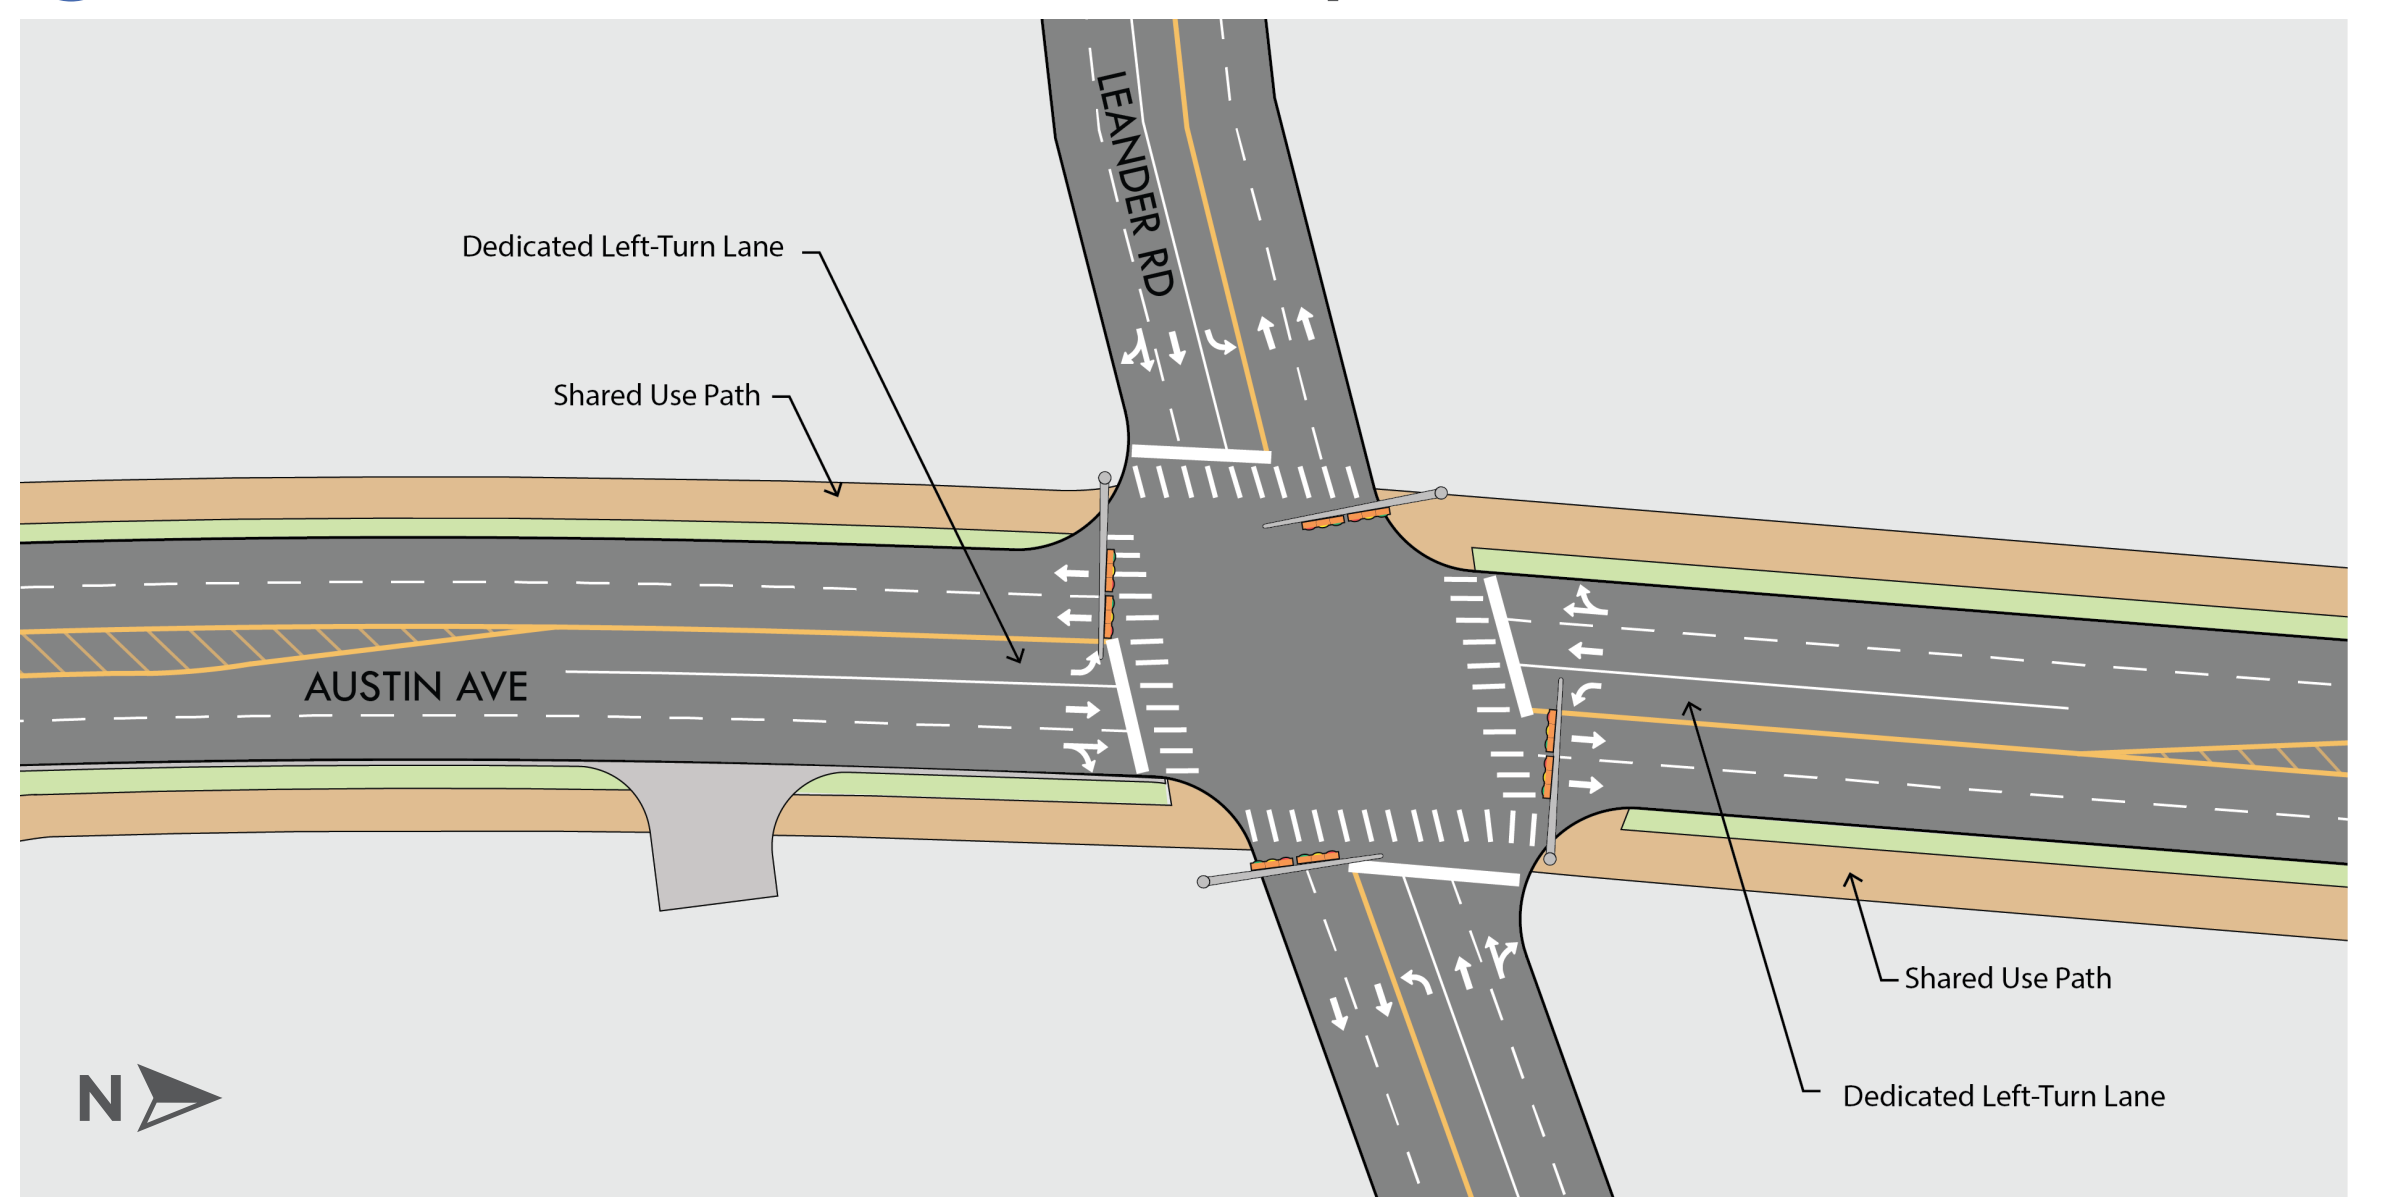 LEANDER RD
Dedicated Left-Turn Lane
Shared Use Path
AUSTIN AVE
Shared Use Path
Dedicated Left-Turn Lane
N